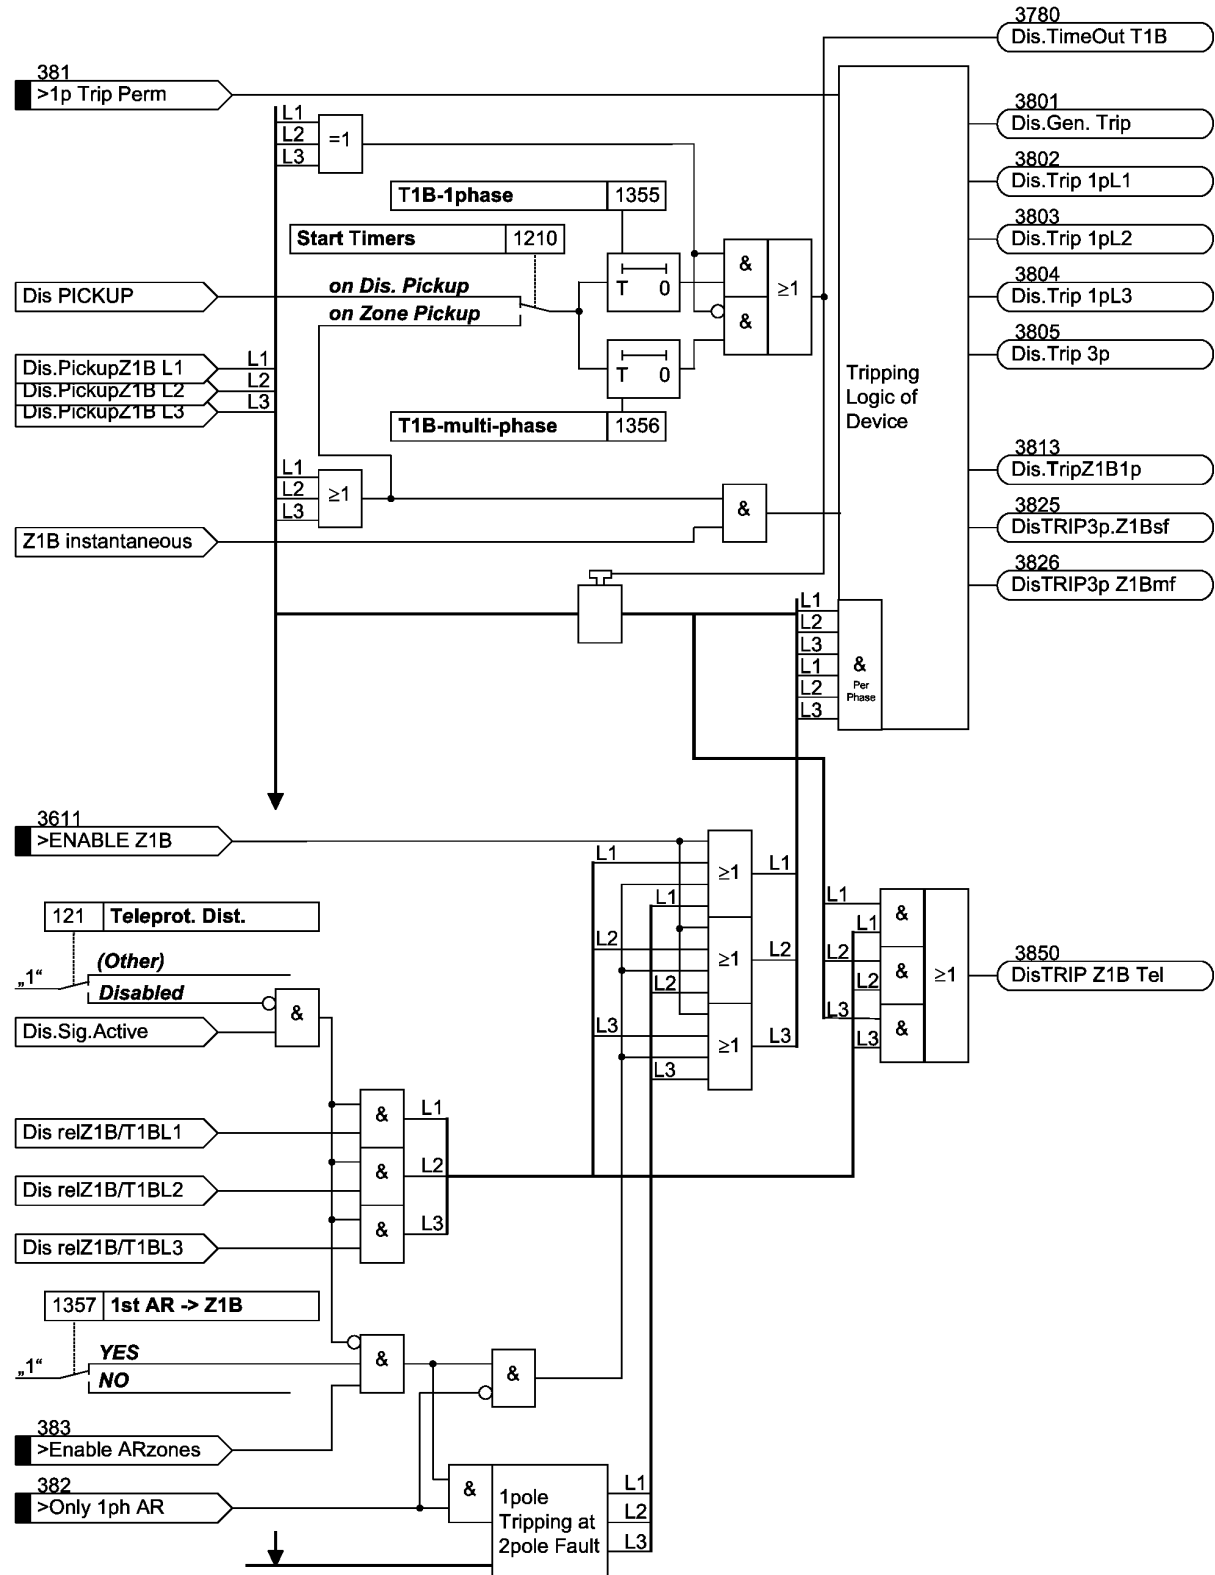 3780
Dis.TimeOut T1B
381
>1p Trip Perm
3801
Dis.Gen. Trip
L1
L2
L3
=1
3802
Dis.Trip 1pL1
T1B-1phase 1355
3803
Dis.Trip 1pL2
Start Timers 1210
T 0
&
&
≥1
3804
Dis.Trip 1pL3
Dis PICKUP
on Dis. Pickup
on Zone Pickup
3805
Dis.Trip 3p
Dis.PickupZ1B L1
Dis.PickupZ1B L2
Dis.PickupZ1B L3
L1
L2
L3
T 0
T1B-multi-phase 1356
Tripping
Logic of
Device
3813
Dis.TripZ1B1p
L1
L2
L3
≥1
&
3825
DisTRIP3p.Z1Bsf
Z1B instantaneous
3826
DisTRIP3p Z1Bmf
L1
L2
L3
L1
L2
L3
&
Per
Phase
3611
>ENABLE Z1B
L1
≥1
L1
L1
121 Teleprot. Dist.
L2
≥1
L2
L2
L1
&
L1
L2
&
L2
L3
&
L3
≥1
3850
DisTRIP Z1B Tel
„1“
(Other)
Disabled
&
Dis.Sig.Active
L3
≥1
L3
L3
Dis relZ1B/T1BL1
&
L1
Dis relZ1B/T1BL2
&
L2
Dis relZ1B/T1BL3
&
L3
1357 1st AR -> Z1B
„1“
YES
NO
&
&
383
>Enable ARzones
382
>Only 1ph AR
&
1pole
Tripping at
2pole Fault
L1
L2
L3